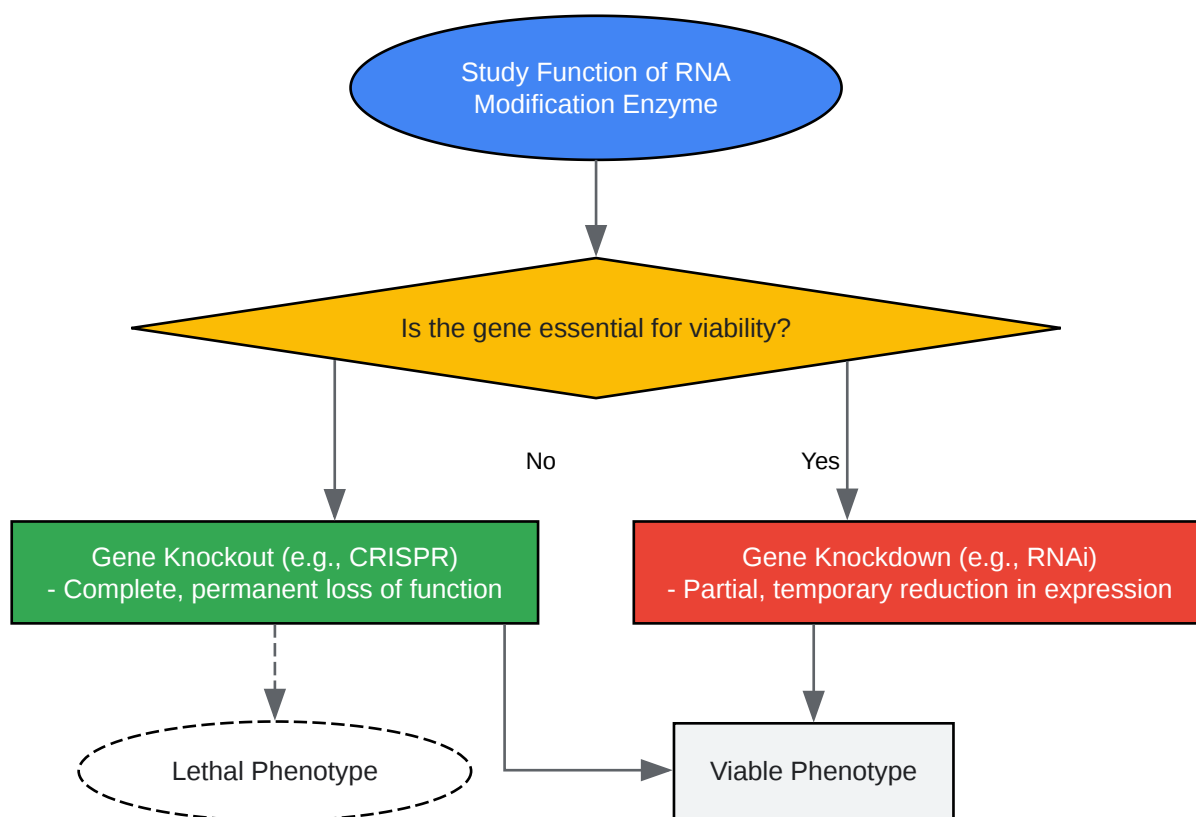 Study Function of RNA
Modification Enzyme
Is the gene essential for viability?
No
Yes
Gene Knockout (e.g., CRISPR)
- Complete, permanent loss of function
Gene Knockdown (e.g., RNAi)
- Partial, temporary reduction in expression
Lethal Phenotype
Viable Phenotype